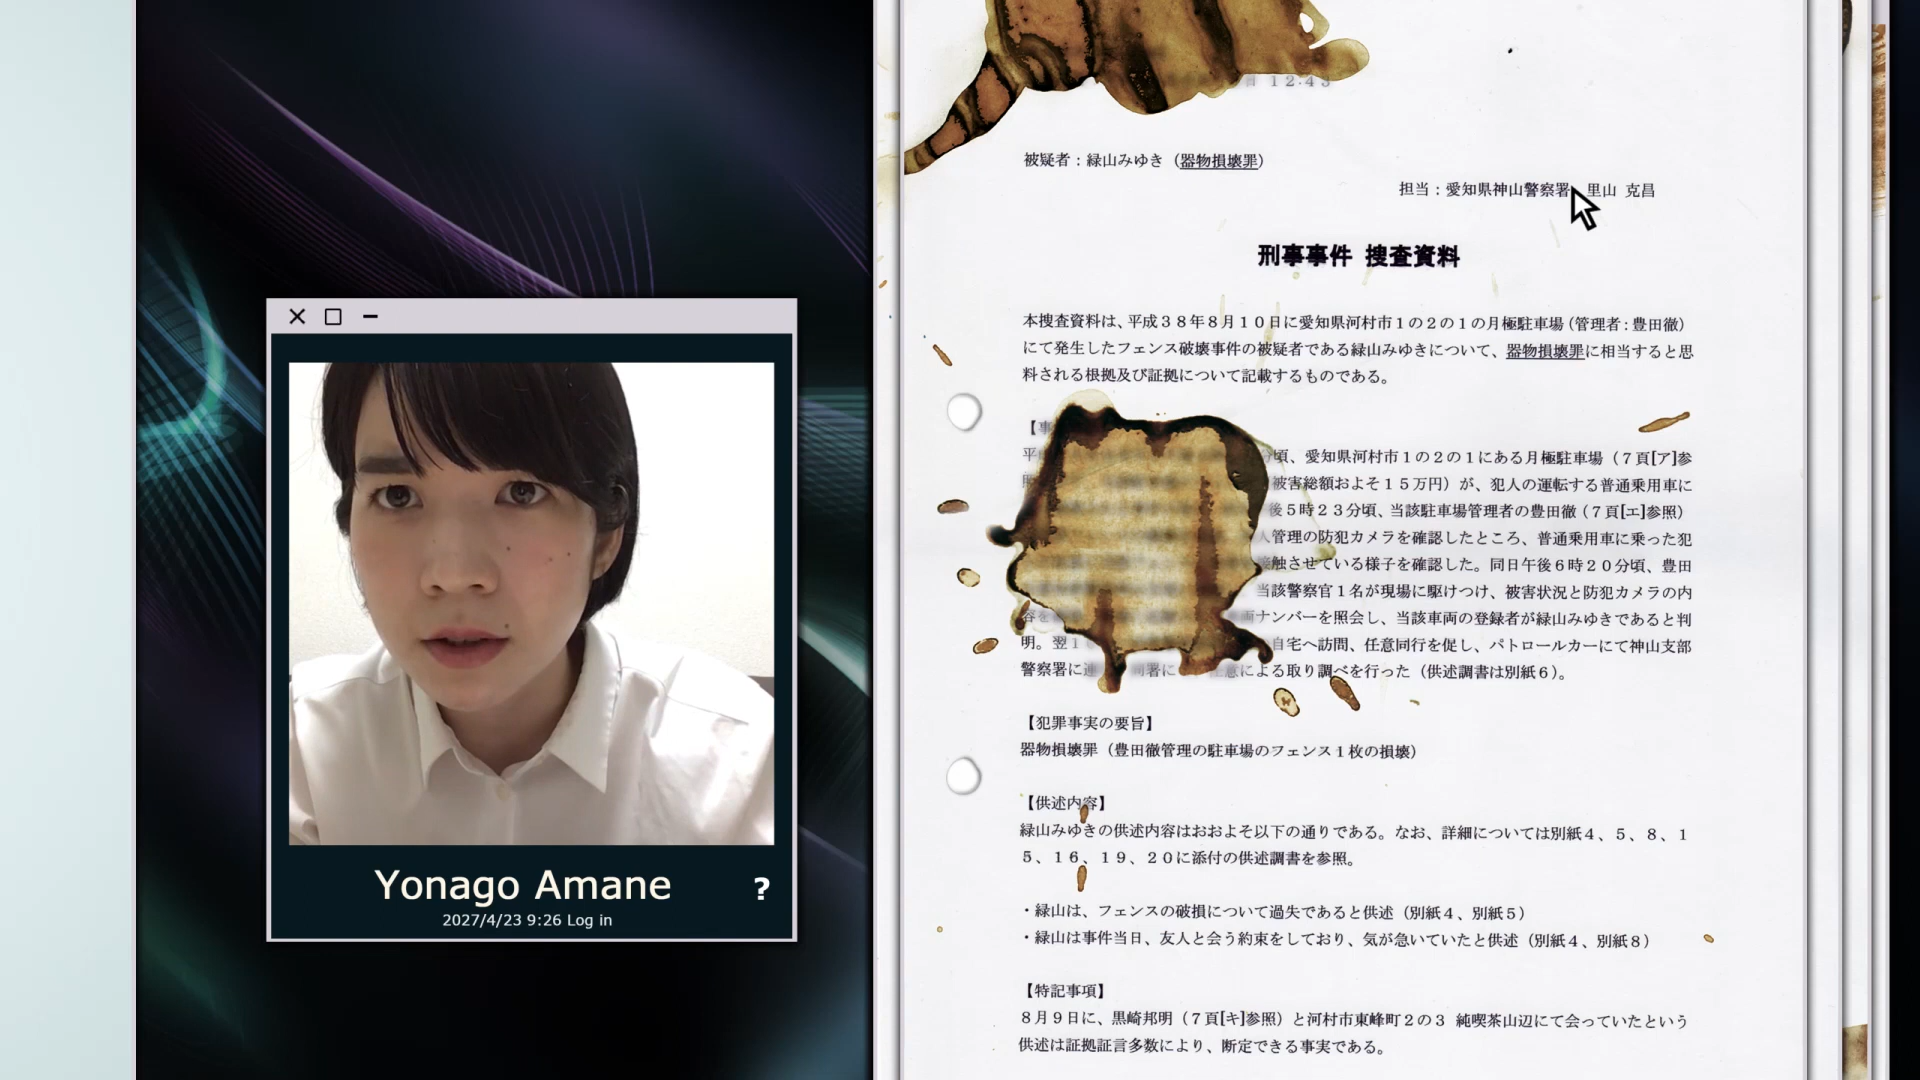 Yonago Amane
?
2027/4/23 9:26 Log in
12:43
被疑者：緑山みゆき（器物損壊罪）
担当：愛知県神山警察署 里山 克昌
刑事事件 捜査資料
本捜査資料は、平成３８年８月１０日に愛知県河村市１の２の１の月極駐車場（管理者：豊田徹）
にて発生したフェンス破壊事件の被疑者である緑山みゆきについて、器物損壊罪に相当すると思
料される根拠及び証拠について記載するものである。
【事
平 頃、愛知県河村市１の２の１にある月極駐車場（７頁[ア]参
被害総額およそ１５万円）が、犯人の運転する普通乗用車に
後５時２３分頃、当該駐車場管理者の豊田徹（７頁[エ]参照）
管理の防犯カメラを確認したところ、普通乗用車に乗った犯
触させている様子を確認した。同日午後６時２０分頃、豊田
当該警察官１名が現場に駆けつけ、被害状況と防犯カメラの内
容を 両ナンバーを照会し、当該車両の登録者が緑山みゆきであると判
明。翌１ 自宅へ訪問、任意同行を促し、パトロールカーにて神山支部
警察署に連 同署に 任意による取り調べを行った（供述調書は別紙６）。
【犯罪事実の要旨】
器物損壊罪（豊田徹管理の駐車場のフェンス１枚の損壊）
【供述内容】
緑山みゆきの供述内容はおおよそ以下の通りである。なお、詳細については別紙４、５、８、１
５、１６、１９、２０に添付の供述調書を参照。
・緑山は、フェンスの破損について過失であると供述（別紙４、別紙５）
・緑山は事件当日、友人と会う約束をしており、気が急いていたと供述（別紙４、別紙８）
【特記事項】
８月９日に、黒崎邦明（７頁[キ]参照）と河村市東峰町２の３ 純喫茶山辺にて会っていたという
供述は証拠証言多数により、断定できる事実である。